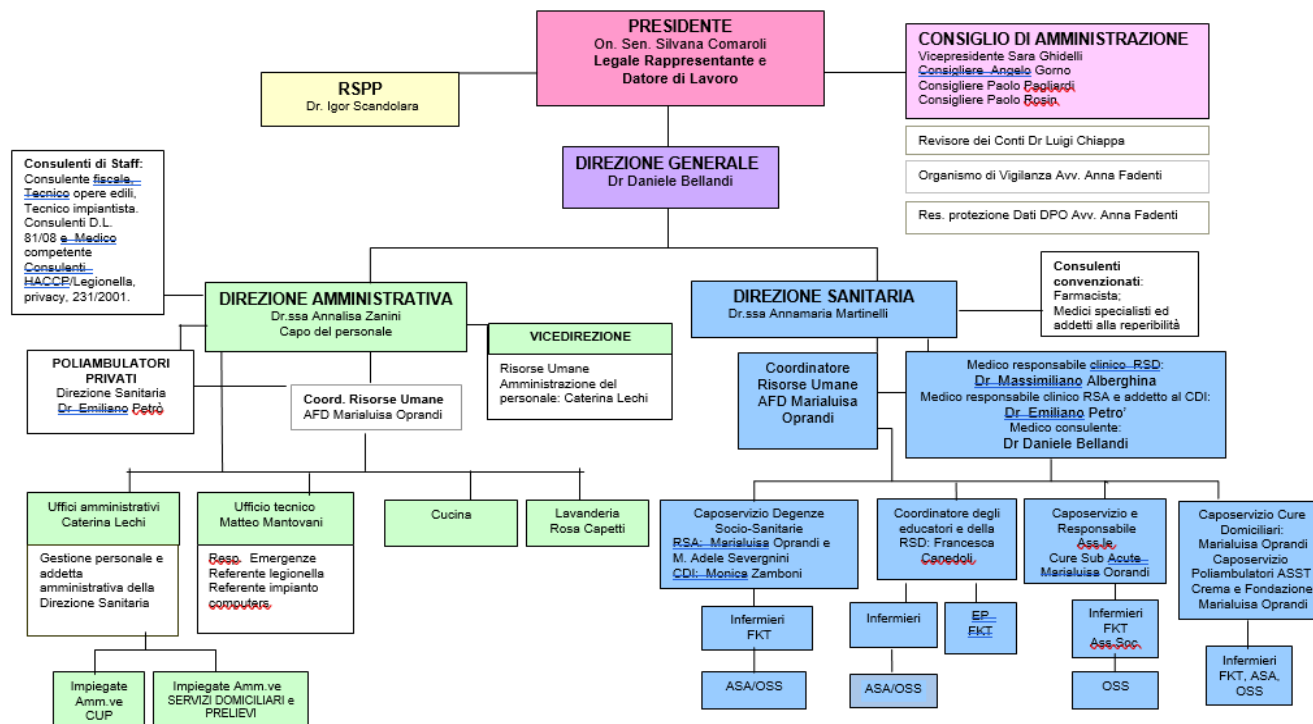 PRESIDENTE
On. Sen. Silvana Comaroli
Legale Rappresentante e
Datore di Lavoro
CONSIGLIO DI AMMINISTRAZIONE
Vicepresidente Sara Ghidelli
Consigliere Angelo Gorno
Consigliere Paolo Pagliardi
Consigliere Paolo Rosin
RSPP
Dr. Igor Scandolara
Revisore dei Conti Dr Luigi Chiappa
Organismo di Vigilanza Avv. Anna Fadenti
Res. protezione Dati DPO Avv. Anna Fadenti
DIREZIONE GENERALE
Dr Daniele Bellandi
Consulenti di Staff:
Consulente fiscale,
Tecnico opere edili,
Tecnico impiantista.
Consulenti D.L.
81/08 e Medico
competente
Consulenti
HACCP/Legionella,
privacy, 231/2001.
DIREZIONE AMMINISTRATIVA
Dr.ssa Annalisa Zanini
Capo del personale
DIREZIONE SANITARIA
Dr.ssa Annamaria Martinelli
Consulenti
convenzionati:
Farmacista;
Medici specialisti ed
addetti alla reperibilità
POLIAMBULATORI
PRIVATI
Direzione Sanitaria
Dr Emiliano Petrò
Coord. Risorse Umane
AFD Marialuisa Oprandi
VICEDIREZIONE
Risorse Umane
Amministrazione del
personale: Caterina Lechi
Coordinatore
Risorse Umane
AFD Marialuisa
Oprandi
Medico responsabile clinico RSD:
Dr Massimiliano Alberghina
Medico responsabile clinico RSA e addetto al CDI:
Dr Emiliano Petro'
Medico consulente:
Dr Daniele Bellandi
Uffici amministrativi
Caterina Lechi
Gestione personale e
addetta
amministrativa della
Direzione Sanitaria
Ufficio tecnico
Matteo Mantovani
Resp. Emergenze
Referente legionella
Referente impianto
computers
Cucina
Lavanderia
Rosa Capetti
Caposervizio Degenze
Socio-Sanitarie
RSA: Marialuisa Oprandi e
M. Adele Severgnini
CDI: Monica Zamboni
Coordinatore degli
educatori e della
RSD: Francesca
Canedoli
Caposervizio e
Responsabile
Ass.le
Cure Sub Acute
Marialuisa Oprandi
Caposervizio Cure
Domiciliari:
Marialuisa Oprandi
Caposervizio
Poliambulatori ASST
Crema e Fondazione
Marialuisa Oprandi
Infermieri
FKT
Infermieri
EP
FKT
Infermieri
FKT
Ass.Soc.
Infermieri
FKT, ASA,
OSS
Impiegate
Amm.ve
CUP
Impiegate Amm.ve
SERVIZI DOMICILIARI e
PRELIEVI
ASA/OSS
ASA/OSS
OSS